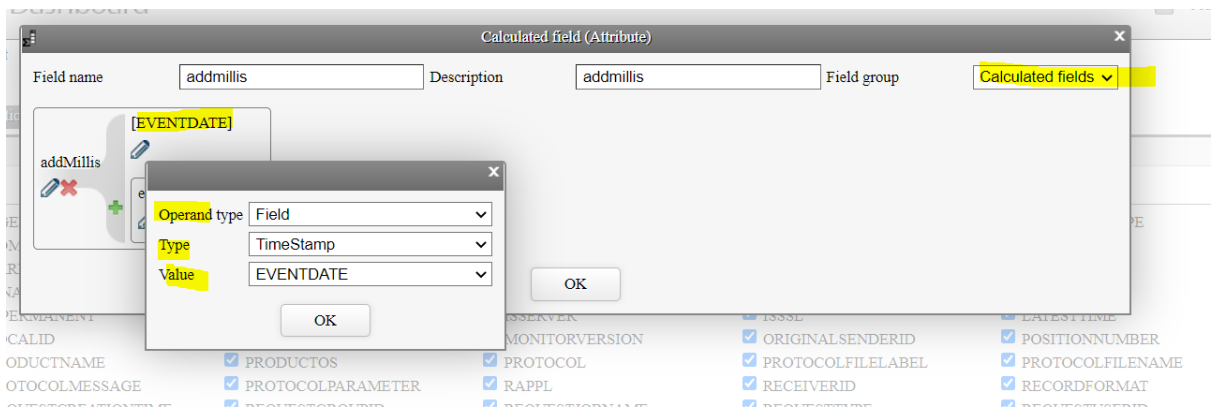 Calculated field (Attribute) x
Field name addmillis Description addmillis Field group Calculated fields
[EVENTDATE]
addMillis
x
e
Operand type Field
Type TimeStamp
Value EVENTDATE
OK
OK
ISSSL LATESTTIME
MONITORVERSION ORIGINALSENDERID POSITIONNUMBER
PRODUCTOS PROTOCOL PROTOCOLFILELABEL PROTOCOLFILENAME
PROTOCOLPARAMETER RAPPL RECEIVERID RECORDFORMAT